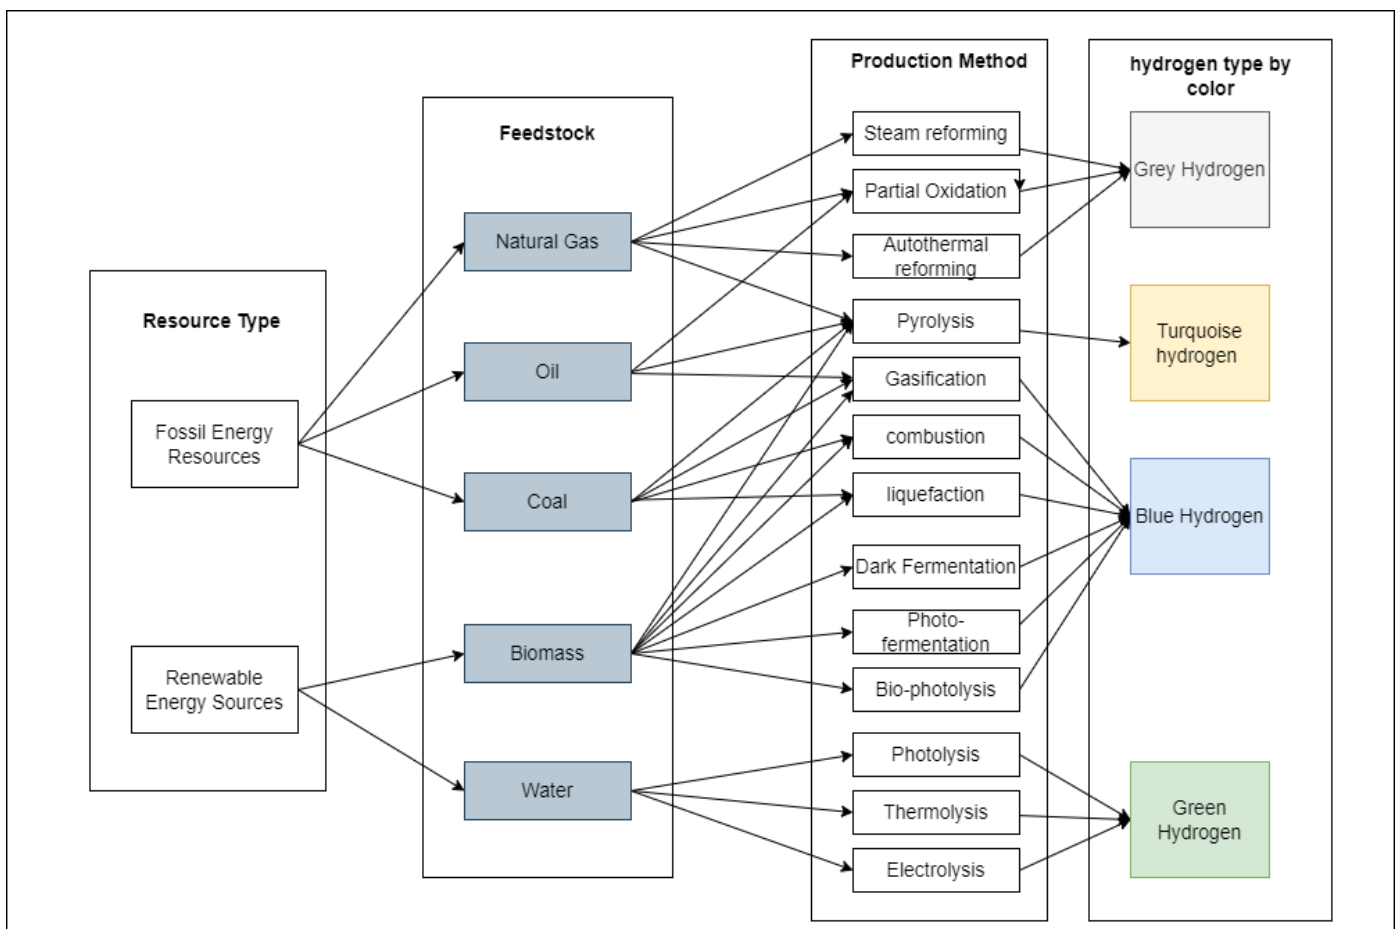 Resource Type
Fossil Energy
Resources
Renewable
Energy Sources
Feedstock
Natural Gas
Oil
Coal
Biomass
Water
Production Method
Steam reforming
Partial Oxidation
Autothermal
reforming
Pyrolysis
Gasification
combustion
liquefaction
Dark Fermentation
Photo-
fermentation
Bio-photolysis
Photolysis
Thermolysis
Electrolysis
hydrogen type by
color
Grey Hydrogen
Turquoise
hydrogen
Blue Hydrogen
Green
Hydrogen